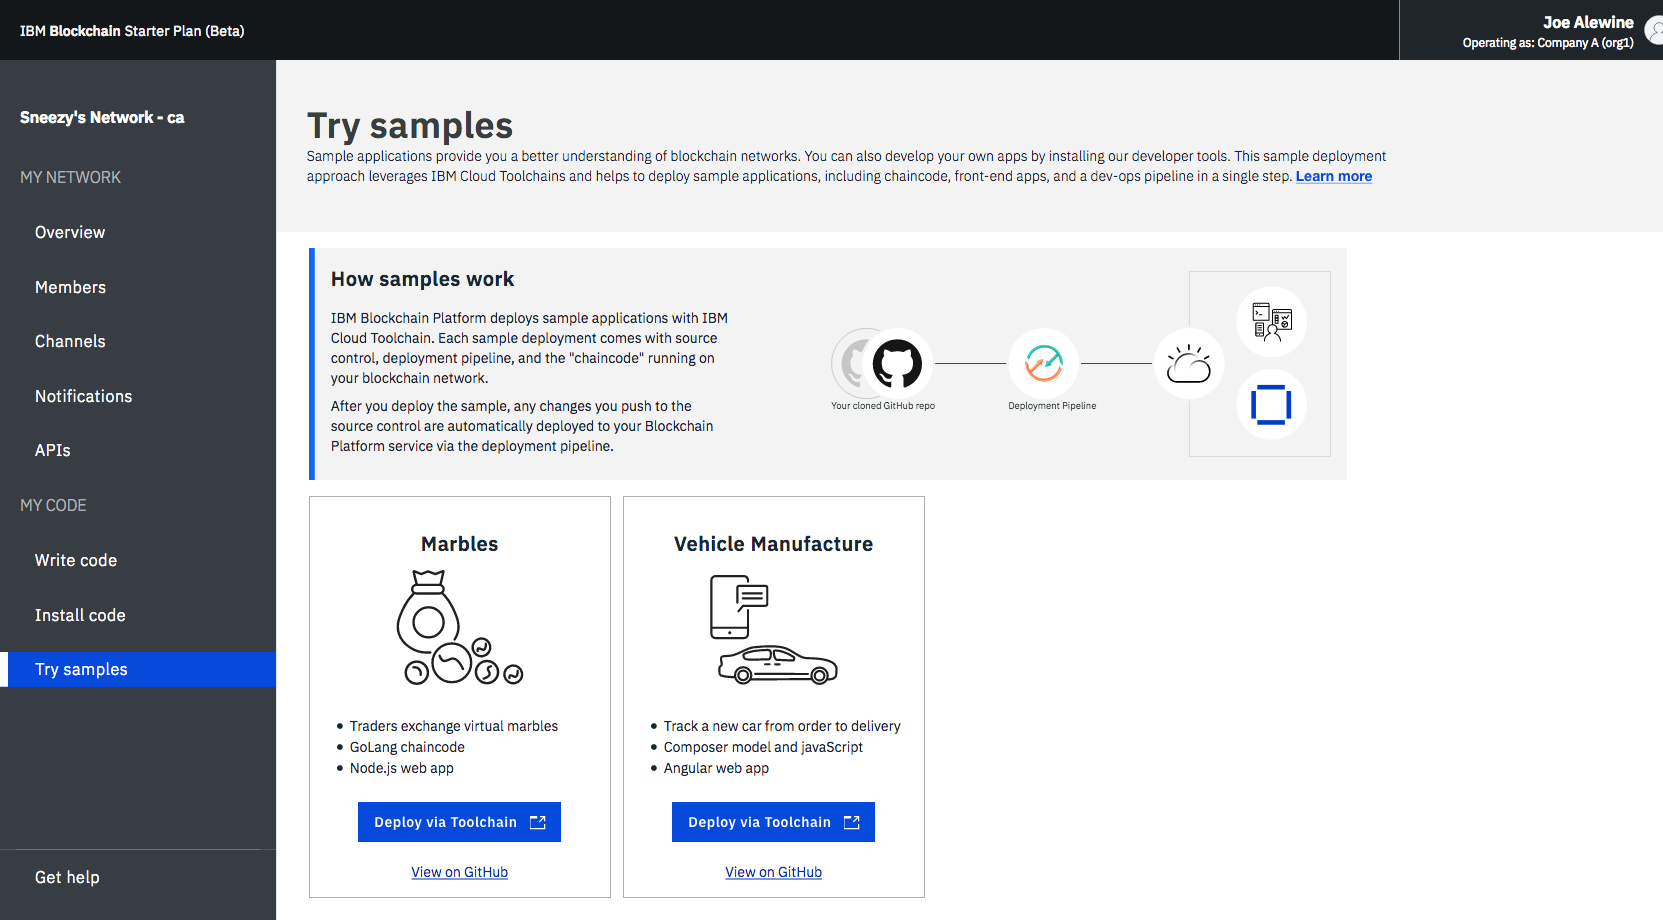 IBM Blockchain Starter Plan (Beta)
Joe Alewine
Operating as: Company A (org1)
Sneezy's Network - ca
MY NETWORK
Overview
Members
Channels
Notifications
APIs
MY CODE
Write code
Install code
Try samples
Get help
Try samples
Sample applications provide you a better understanding of blockchain networks. You can also develop your own apps by installing our developer tools. This sample deployment
approach leverages IBM Cloud Toolchains and helps to deploy sample applications, including chaincode, front-end apps, and a dev-ops pipeline in a single step. Learn more
How samples work
IBM Blockchain Platform deploys sample applications with IBM
Cloud Toolchain. Each sample deployment comes with source
control, deployment pipeline, and the "chaincode" running on
your blockchain network.
After you deploy the sample, any changes you push to the
source control are automatically deployed to your Blockchain
Platform service via the deployment pipeline.
Your cloned GitHub repo
Deployment Pipeline
Marbles
Traders exchange virtual marbles
GoLang chaincode
Node.js web app
Deploy via Toolchain
View on GitHub
Vehicle Manufacture
Track a new car from order to delivery
Composer model and javaScript
Angular web app
Deploy via Toolchain
View on GitHub